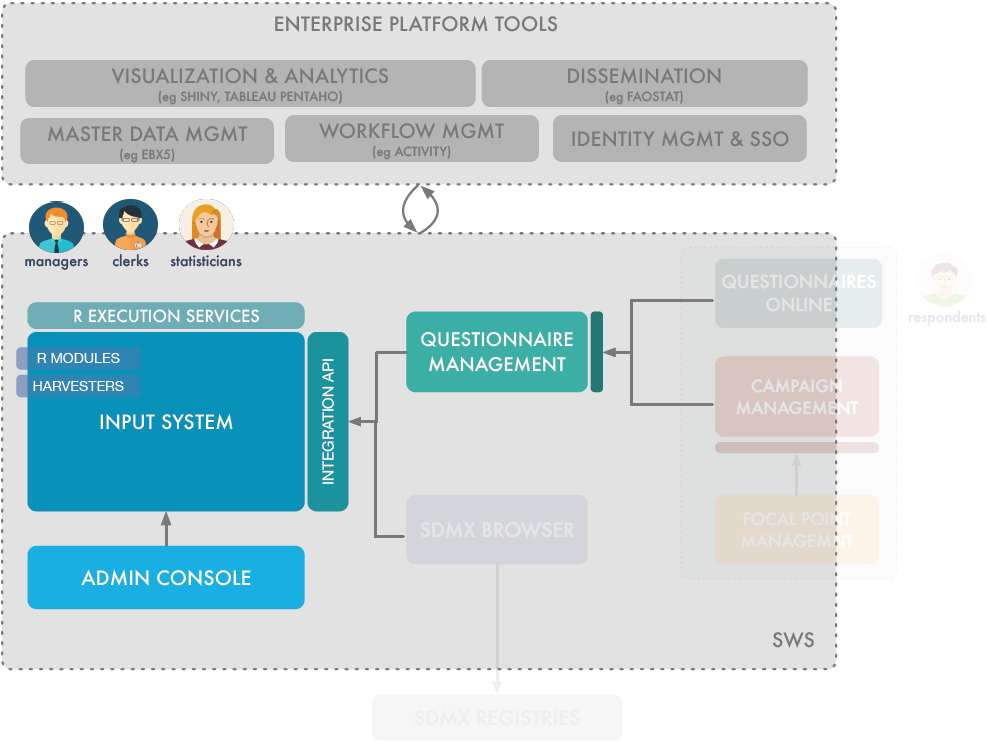 ENTERPRISE PLATFORM TOOLS
VISUALIZATION & ANALYTICS
(eg SHINY, TABLEAU PENTAHO)
DISSEMINATION
(eg FAOSTAT)
MASTER DATA MGMT
(eg EBX5)
WORKFLOW MGMT
(eg ACTIVITY)
IDENTITY MGMT & SSO
managers
clerks
statisticians
R EXECUTION SERVICES
R MODULES
HARVESTERS
INPUT SYSTEM
INTEGRATION API
ADMIN CONSOLE
QUESTIONNAIRE
MANAGEMENT
SDMX BROWSER
QUESTIONNAIRES
ONLINE
respondents
CAMPAIGN
MANAGEMENT
FOCAL POINT
MANAGEMNT
SWS
SDMX REGISTRIES